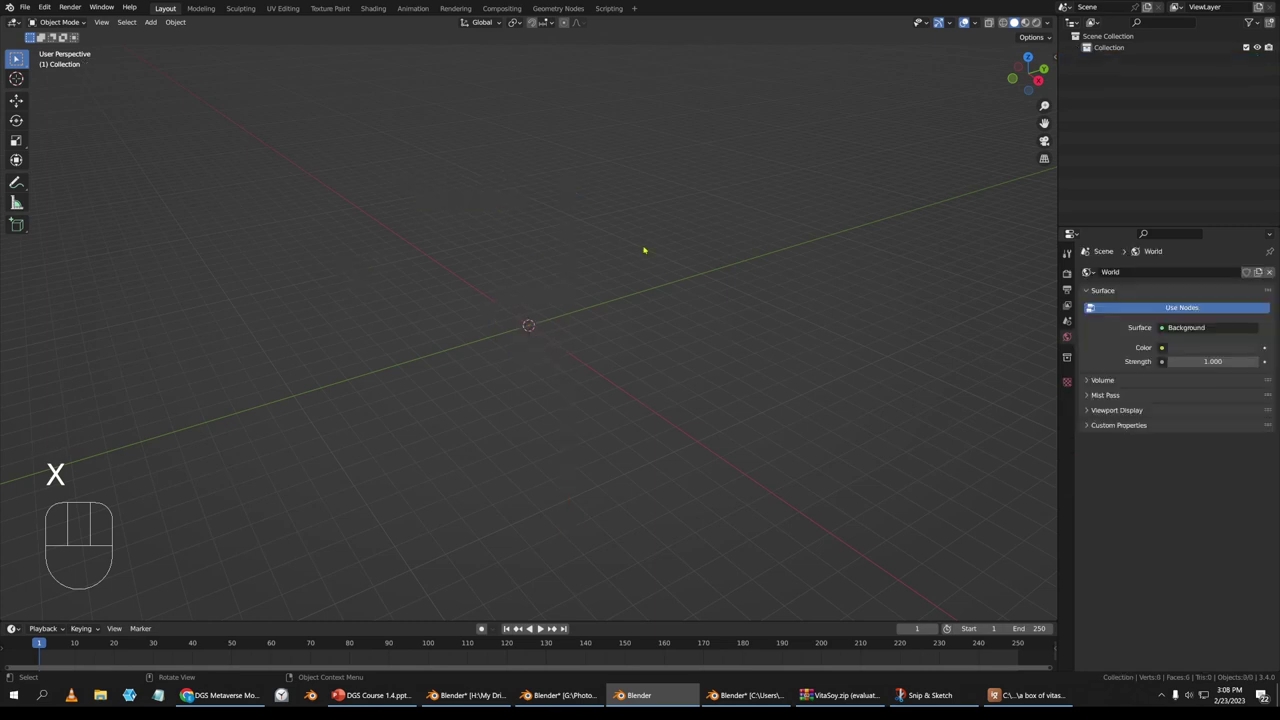 File Edit Render Window Help Layout Modeling Sculpting UV Editing Texture Paint Shading Animation Rendering Compositing Geometry Nodes Scripting + Scene ViewLayer
Object Mode View Select Add Object Global
Options
User Perspective
(1) Collection
Z
Y
X
Scene Collection
Collection
Scene World
World
Surface
Use Nodes
Surface Background
Color
Strength 1.000
Volume
Mist Pass
Viewport Display
Custom Properties
X
Playback Keying View Marker 1 Start 1 End 250
1 10 20 30 40 50 60 70 80 90 100 110 120 130 140 150 160 170 180 190 200 210 220 230 240 250
Select Rotate View Object Context Menu Collection | Verts:0 | Faces:0 | Tris:0 | Objects:0/0 | 3.4.0
DGS Metaverse Mo... DGS Course 1.4.ppt... Blender* [H:\My Dri... Blender* [G:\Photo... Blender Blender* [C:\Users\... VitaSoy.zip (evaluat... Snip & Sketch C:\...\a box of vitas...
3:08 PM
2/23/2023
22